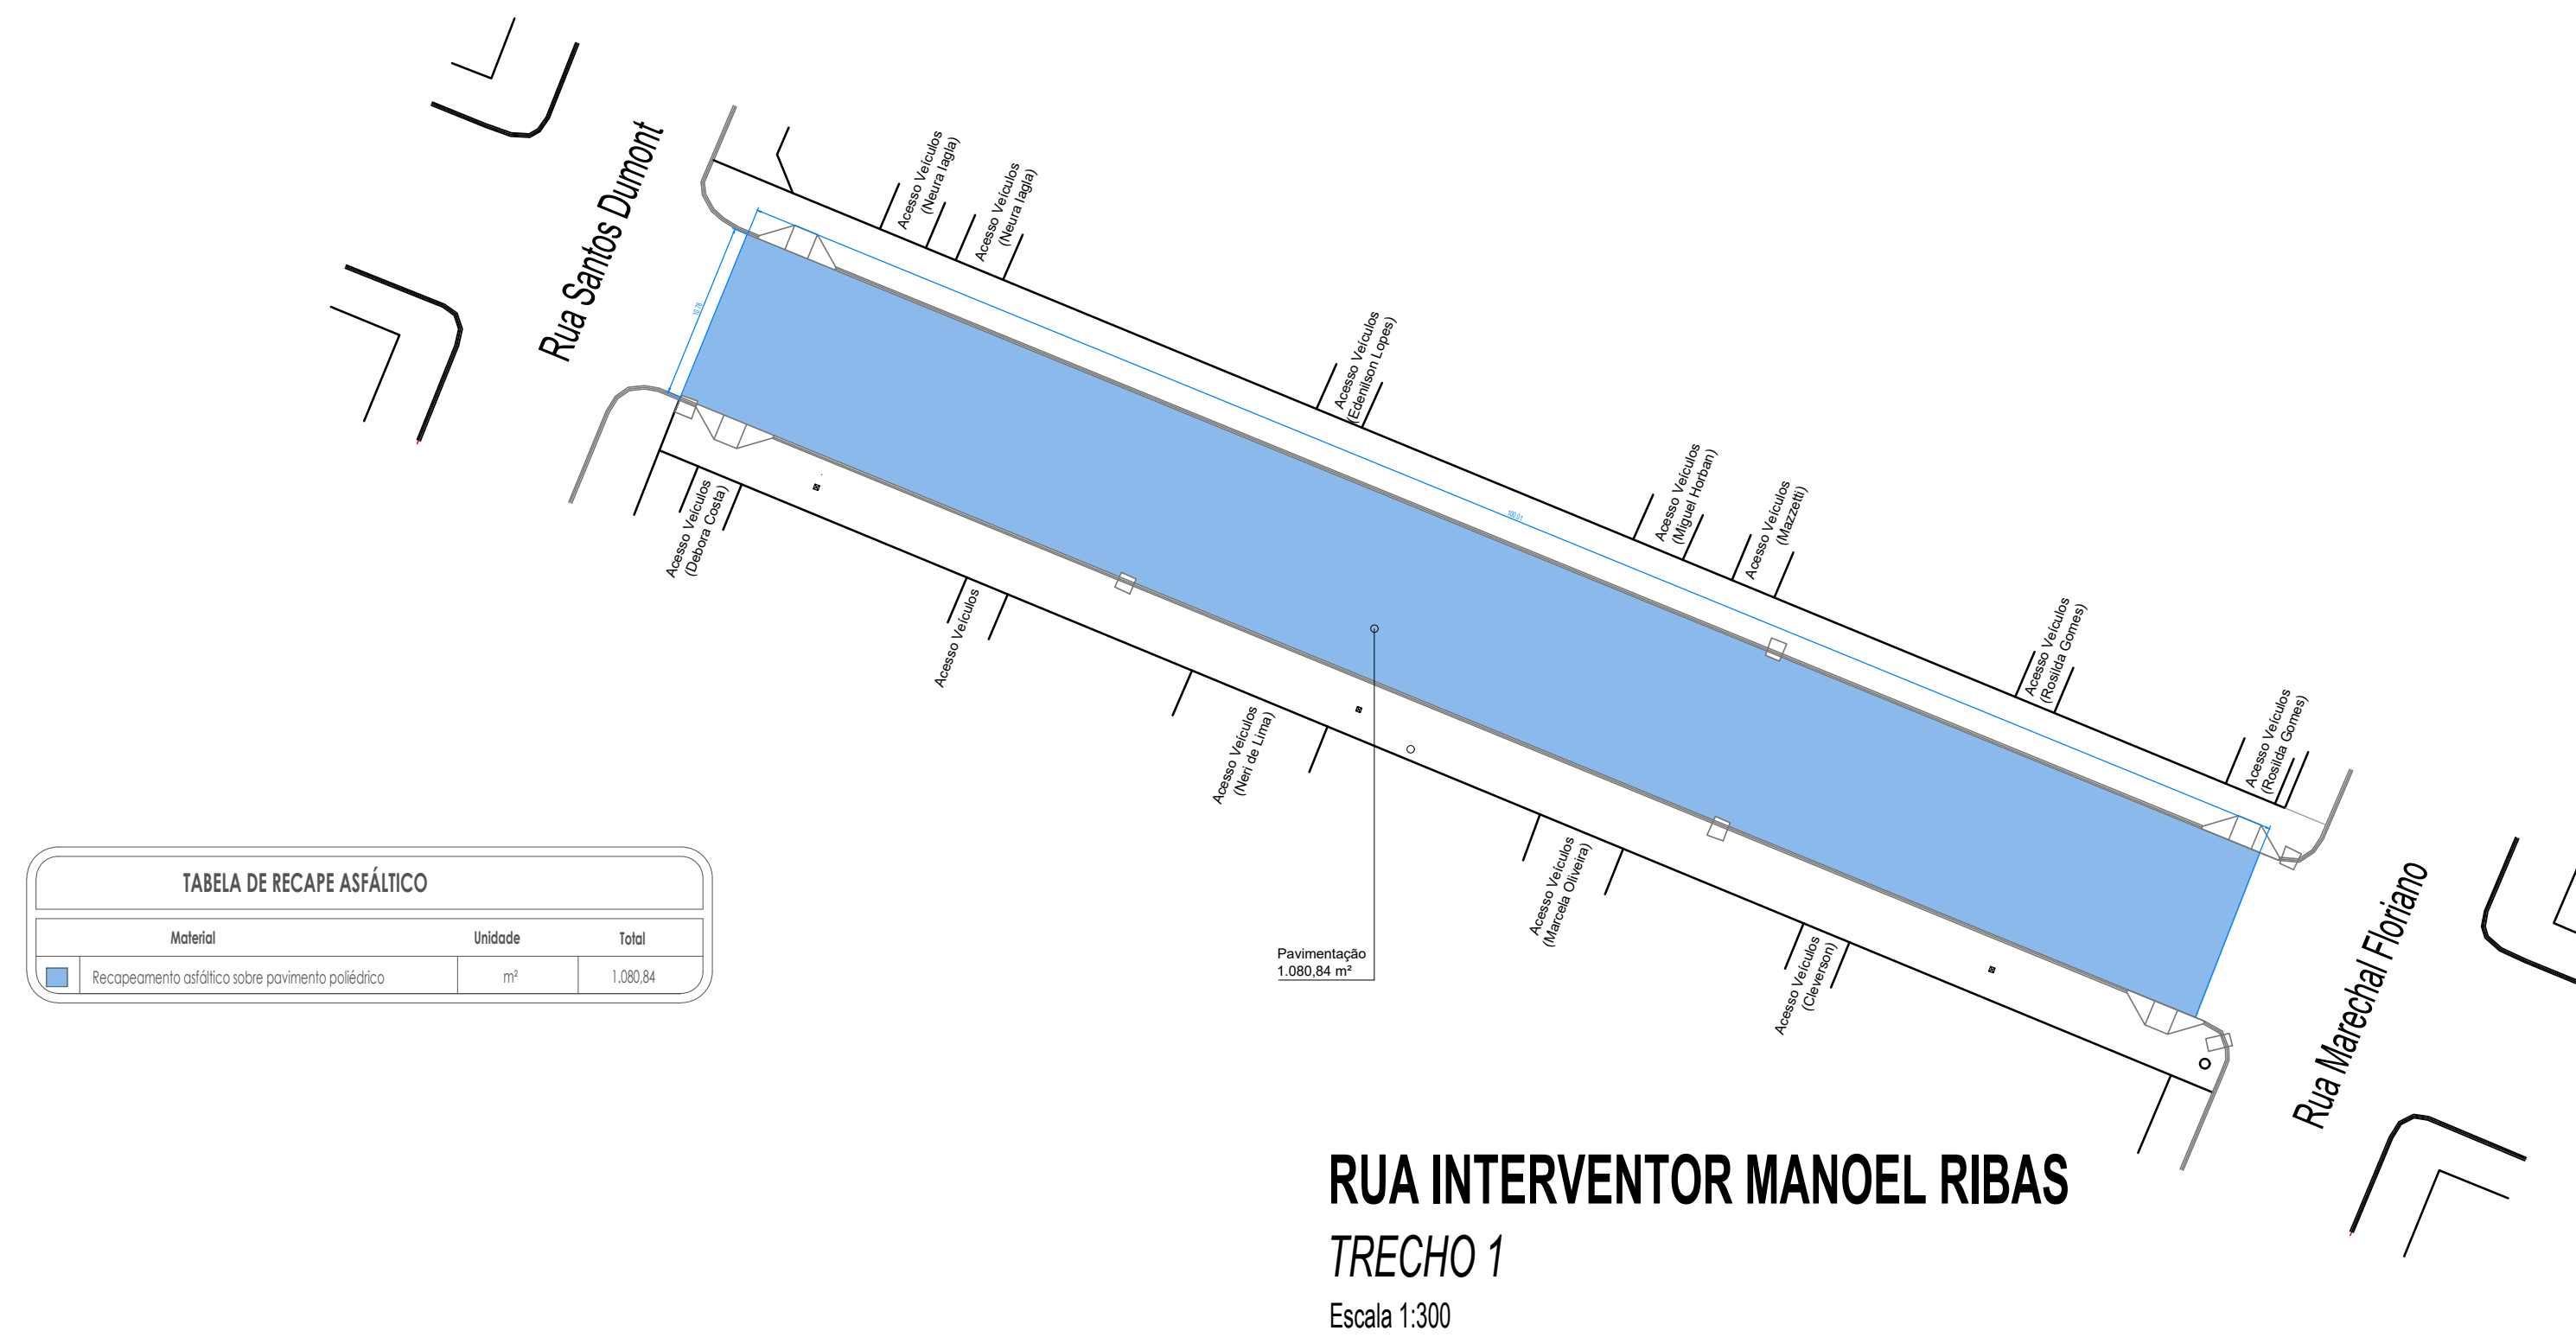 Rua Santos Dumont
Acesso Veículos
(Neura Iagla)
Acesso Veículos
(Neura Iagla)
Acesso Veículos
(Edenilson Lopes)
Acesso Veículos
(Miguel Horban)
Acesso Veículos
(Mazzetti)
Acesso Veículos
(Rosilda Gomes)
Acesso Veículos
(Rosilda Gomes)
10,78
100,01
Acesso Veículos
(Debora Costa)
Acesso Veículos
Acesso Veículos
(Neri de Lima)
Acesso Veículos
(Marcela Oliveira)
Acesso Veículos
(Cleverson)
Pavimentação
1.080,84 m²
Rua Marechal Floriano
TABELA DE RECAPE ASFÁLTICO
Material Unidade Total
Recapeamento asfáltico sobre pavimento poliédrico m² 1.080,84
RUA INTERVENTOR MANOEL RIBAS
TRECHO 1
Escala 1:300